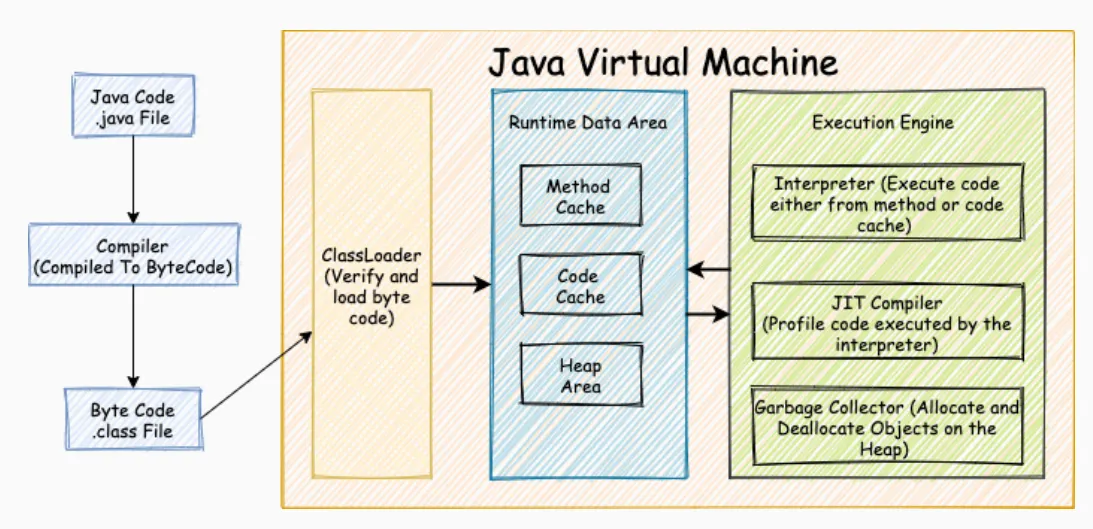 Java Virtual Machine
Java Code
.java File
Compiler
(Compiled To ByteCode)
Byte Code
.class File
ClassLoader
(Verify and
load byte
code)
Runtime Data Area
Method
Cache
Code
Cache
Heap
Area
Execution Engine
Interpreter (Execute code
either from method or code
cache)
JIT Compiler
(Profile code executed by the
interpreter)
Garbage Collector (Allocate and
Deallocate Objects on the
Heap)